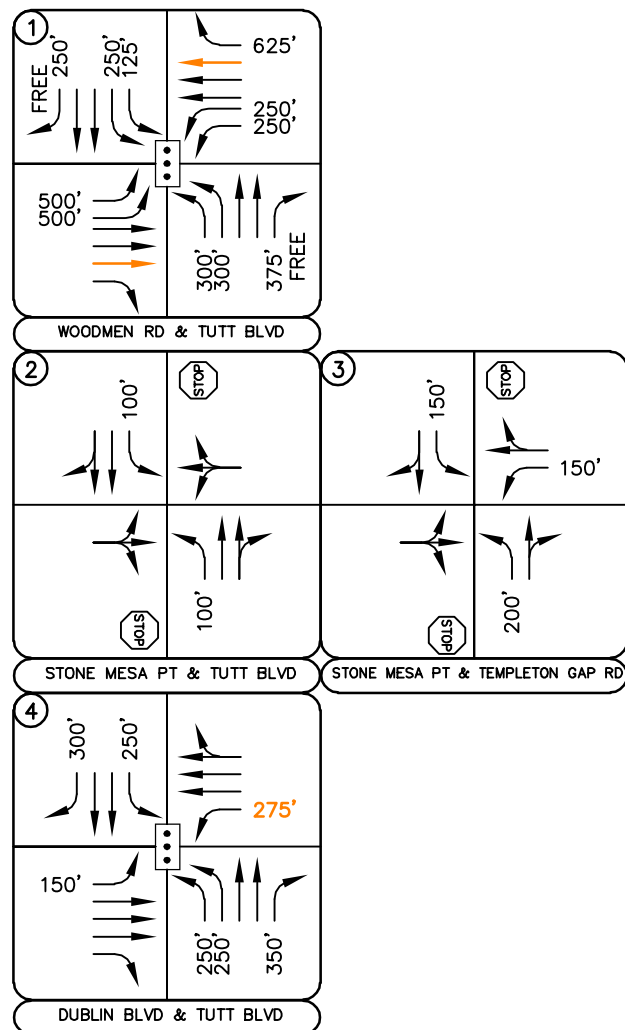 1
FREE
250'
250'
125'
625'
250'
250'
500'
500'
300'
300'
375'
FREE
WOODMEN RD & TUTT BLVD
2
100'
STOP
100'
STOP
STONE MESA PT & TUTT BLVD
3
150'
STOP
150'
200'
STOP
STONE MESA PT & TEMPLETON GAP RD
4
300'
250'
275'
150'
250'
250'
350'
DUBLIN BLVD & TUTT BLVD